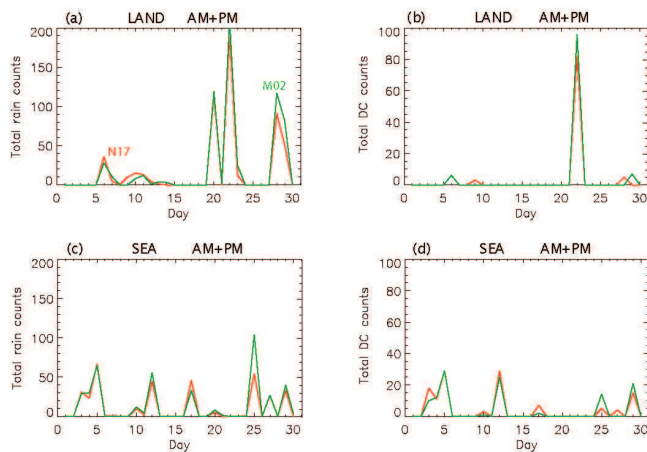 (a) LAND AM+PM
200
150
100
50
0
Total rain counts
N17
M02
0 5 10 15 20 25 30
Day
(b) LAND AM+PM
100
80
60
40
20
0
Total DC counts
0 5 10 15 20 25 30
Day
(c) SEA AM+PM
200
150
100
50
0
Total rain counts
0 5 10 15 20 25 30
Day
(d) SEA AM+PM
100
80
60
40
20
0
Total DC counts
0 5 10 15 20 25 30
Day